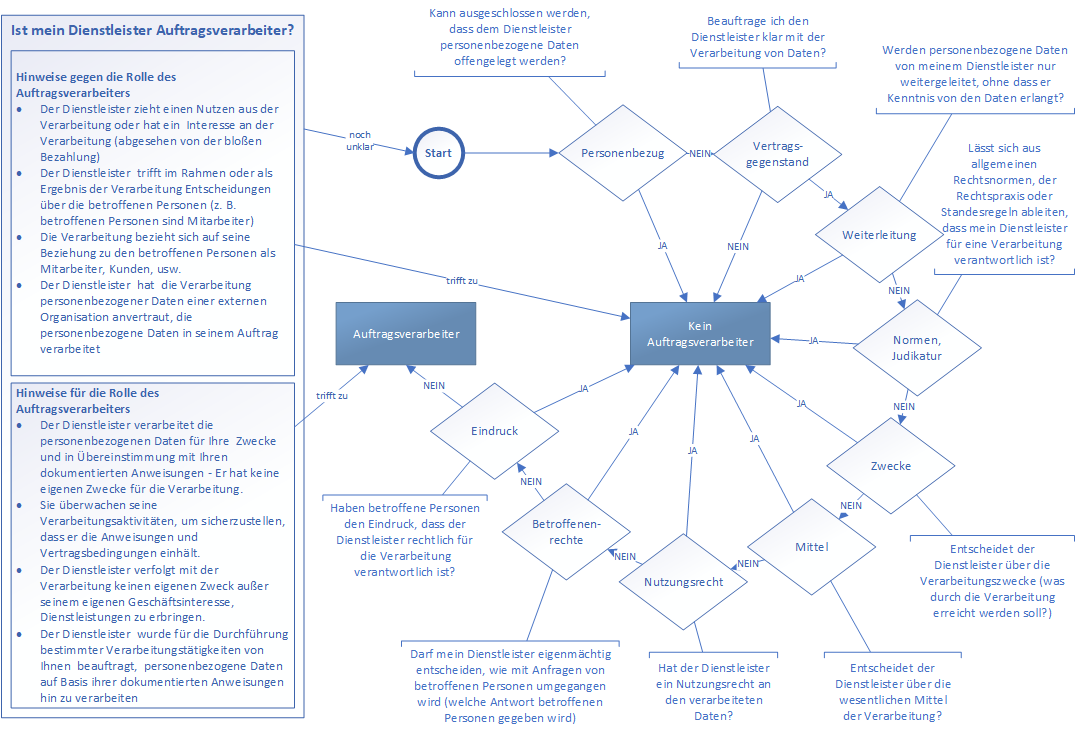 Ist mein Dienstleister Auftragsverarbeiter?
Hinweise gegen die Rolle des
Auftragsverarbeiters
• Der Dienstleister zieht einen Nutzen aus der
Verarbeitung oder hat ein Interesse an der
Verarbeitung (abgesehen von der bloßen
Bezahlung)
• Der Dienstleister trifft im Rahmen oder als
Ergebnis der Verarbeitung Entscheidungen
über die betroffenen Personen (z. B.
betroffenen Personen sind Mitarbeiter)
• Die Verarbeitung bezieht sich auf seine
Beziehung zu den betroffenen Personen als
Mitarbeiter, Kunden, usw.
• Der Dienstleister hat die Verarbeitung
personenbezogener Daten einer externen
Organisation anvertraut, die
personenbezogene Daten in seinem Auftrag
verarbeitet
Hinweise für die Rolle des
Auftragsverarbeiters
• Der Dienstleister verarbeitet die
personenbezogenen Daten für Ihre Zwecke
und in Übereinstimmung mit Ihren
dokumentierten Anweisungen - Er hat keine
eigenen Zwecke für die Verarbeitung.
• Sie überwachen seine
Verarbeitungsaktivitäten, um sicherzustellen,
dass er die Anweisungen und
Vertragsbedingungen einhält.
• Der Dienstleister verfolgt mit der
Verarbeitung keinen eigenen Zweck außer
seinem eigenen Geschäftsinteresse,
Dienstleistungen zu erbringen.
• Der Dienstleister wurde für die Durchführung
bestimmter Verarbeitungstätigkeiten von
Ihnen beauftragt, personenbezogene Daten
auf Basis ihrer dokumentierten Anweisungen
hin zu verarbeiten
noch
unklar
trifft zu
trifft zu
Start
Kann ausgeschlossen werden,
dass dem Dienstleister
personenbezogene Daten
offengelegt werden?
Personenbezug
NEIN
JA
Beauftrage ich den
Dienstleister klar mit der
Verarbeitung von Daten?
Vertrags-
gegenstand
JA
NEIN
Werden personenbezogene Daten
von meinem Dienstleister nur
weitergeleitet, ohne dass er
Kenntnis von den Daten erlangt?
Weiterleitung
JA
NEIN
Lässt sich aus
allgemeinen
Rechtsnormen, der
Rechtspraxis oder
Standesregeln ableiten,
dass mein Dienstleister
für eine Verarbeitung
verantwortlich ist?
Normen,
Judikatur
JA
NEIN
Zwecke
JA
NEIN
Entscheidet der
Dienstleister über die
Verarbeitungszwecke (was
durch die Verarbeitung
erreicht werden soll?)
Mittel
JA
NEIN
Entscheidet der
Dienstleister über die
wesentlichen Mittel
der Verarbeitung?
Nutzungsrecht
JA
NEIN
Hat der Dienstleister
ein Nutzungsrecht an
den verarbeiteten
Daten?
Betroffenen-
rechte
JA
NEIN
Darf mein Dienstleister eigenmächtig
entscheiden, wie mit Anfragen von
betroffenen Personen umgegangen
wird (welche Antwort betroffenen
Personen gegeben wird)
Eindruck
JA
NEIN
Haben betroffene Personen
den Eindruck, dass der
Dienstleister rechtlich für
die Verarbeitung
verantwortlich ist?
Auftragsverarbeiter
Kein
Auftragsverarbeiter